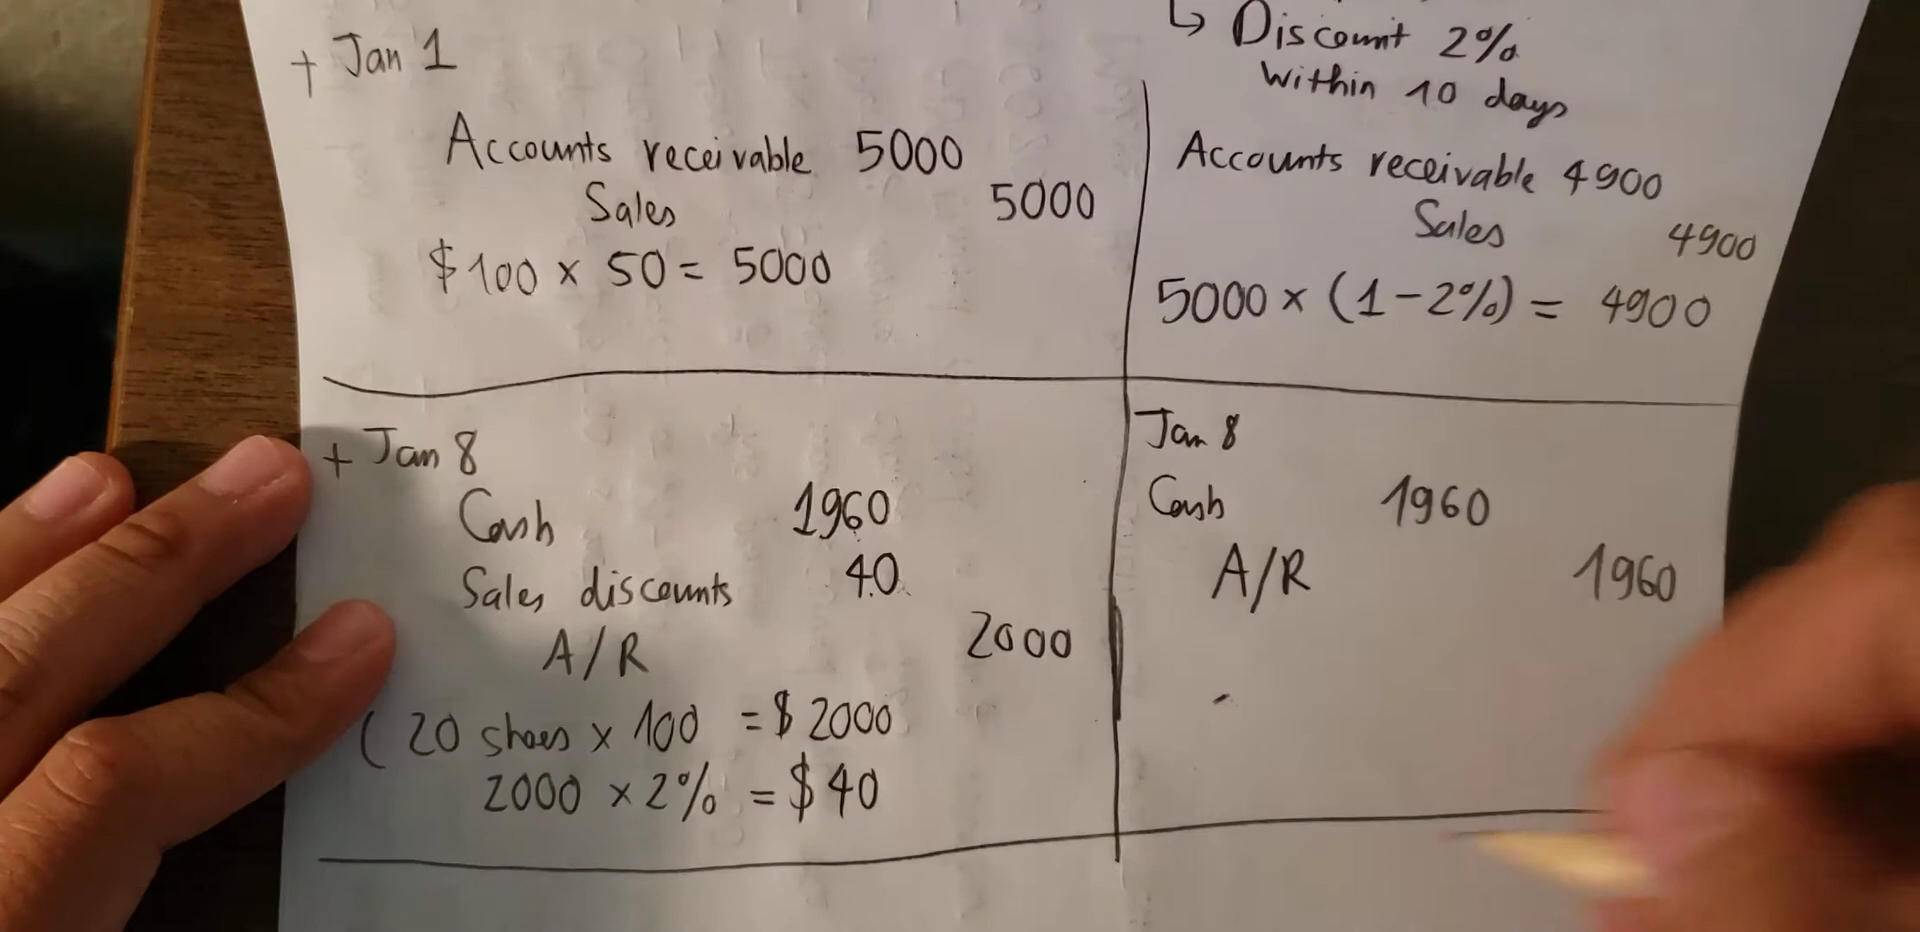 + Jan 1
Accounts receivable 5000
Sales 5000
$100 × 50 = 5000
↳ Discount 2%
Within 10 days
Accounts receivable 4900
Sales 4900
5000 × (1-2%) = 4900
+ Jan 8
Cash 1960
Sales discounts 40
A/R 2000
( 20 shoes × 100 = $ 2000
2000 × 2% = $40
Jan 8
Cash 1960
A/R 1960